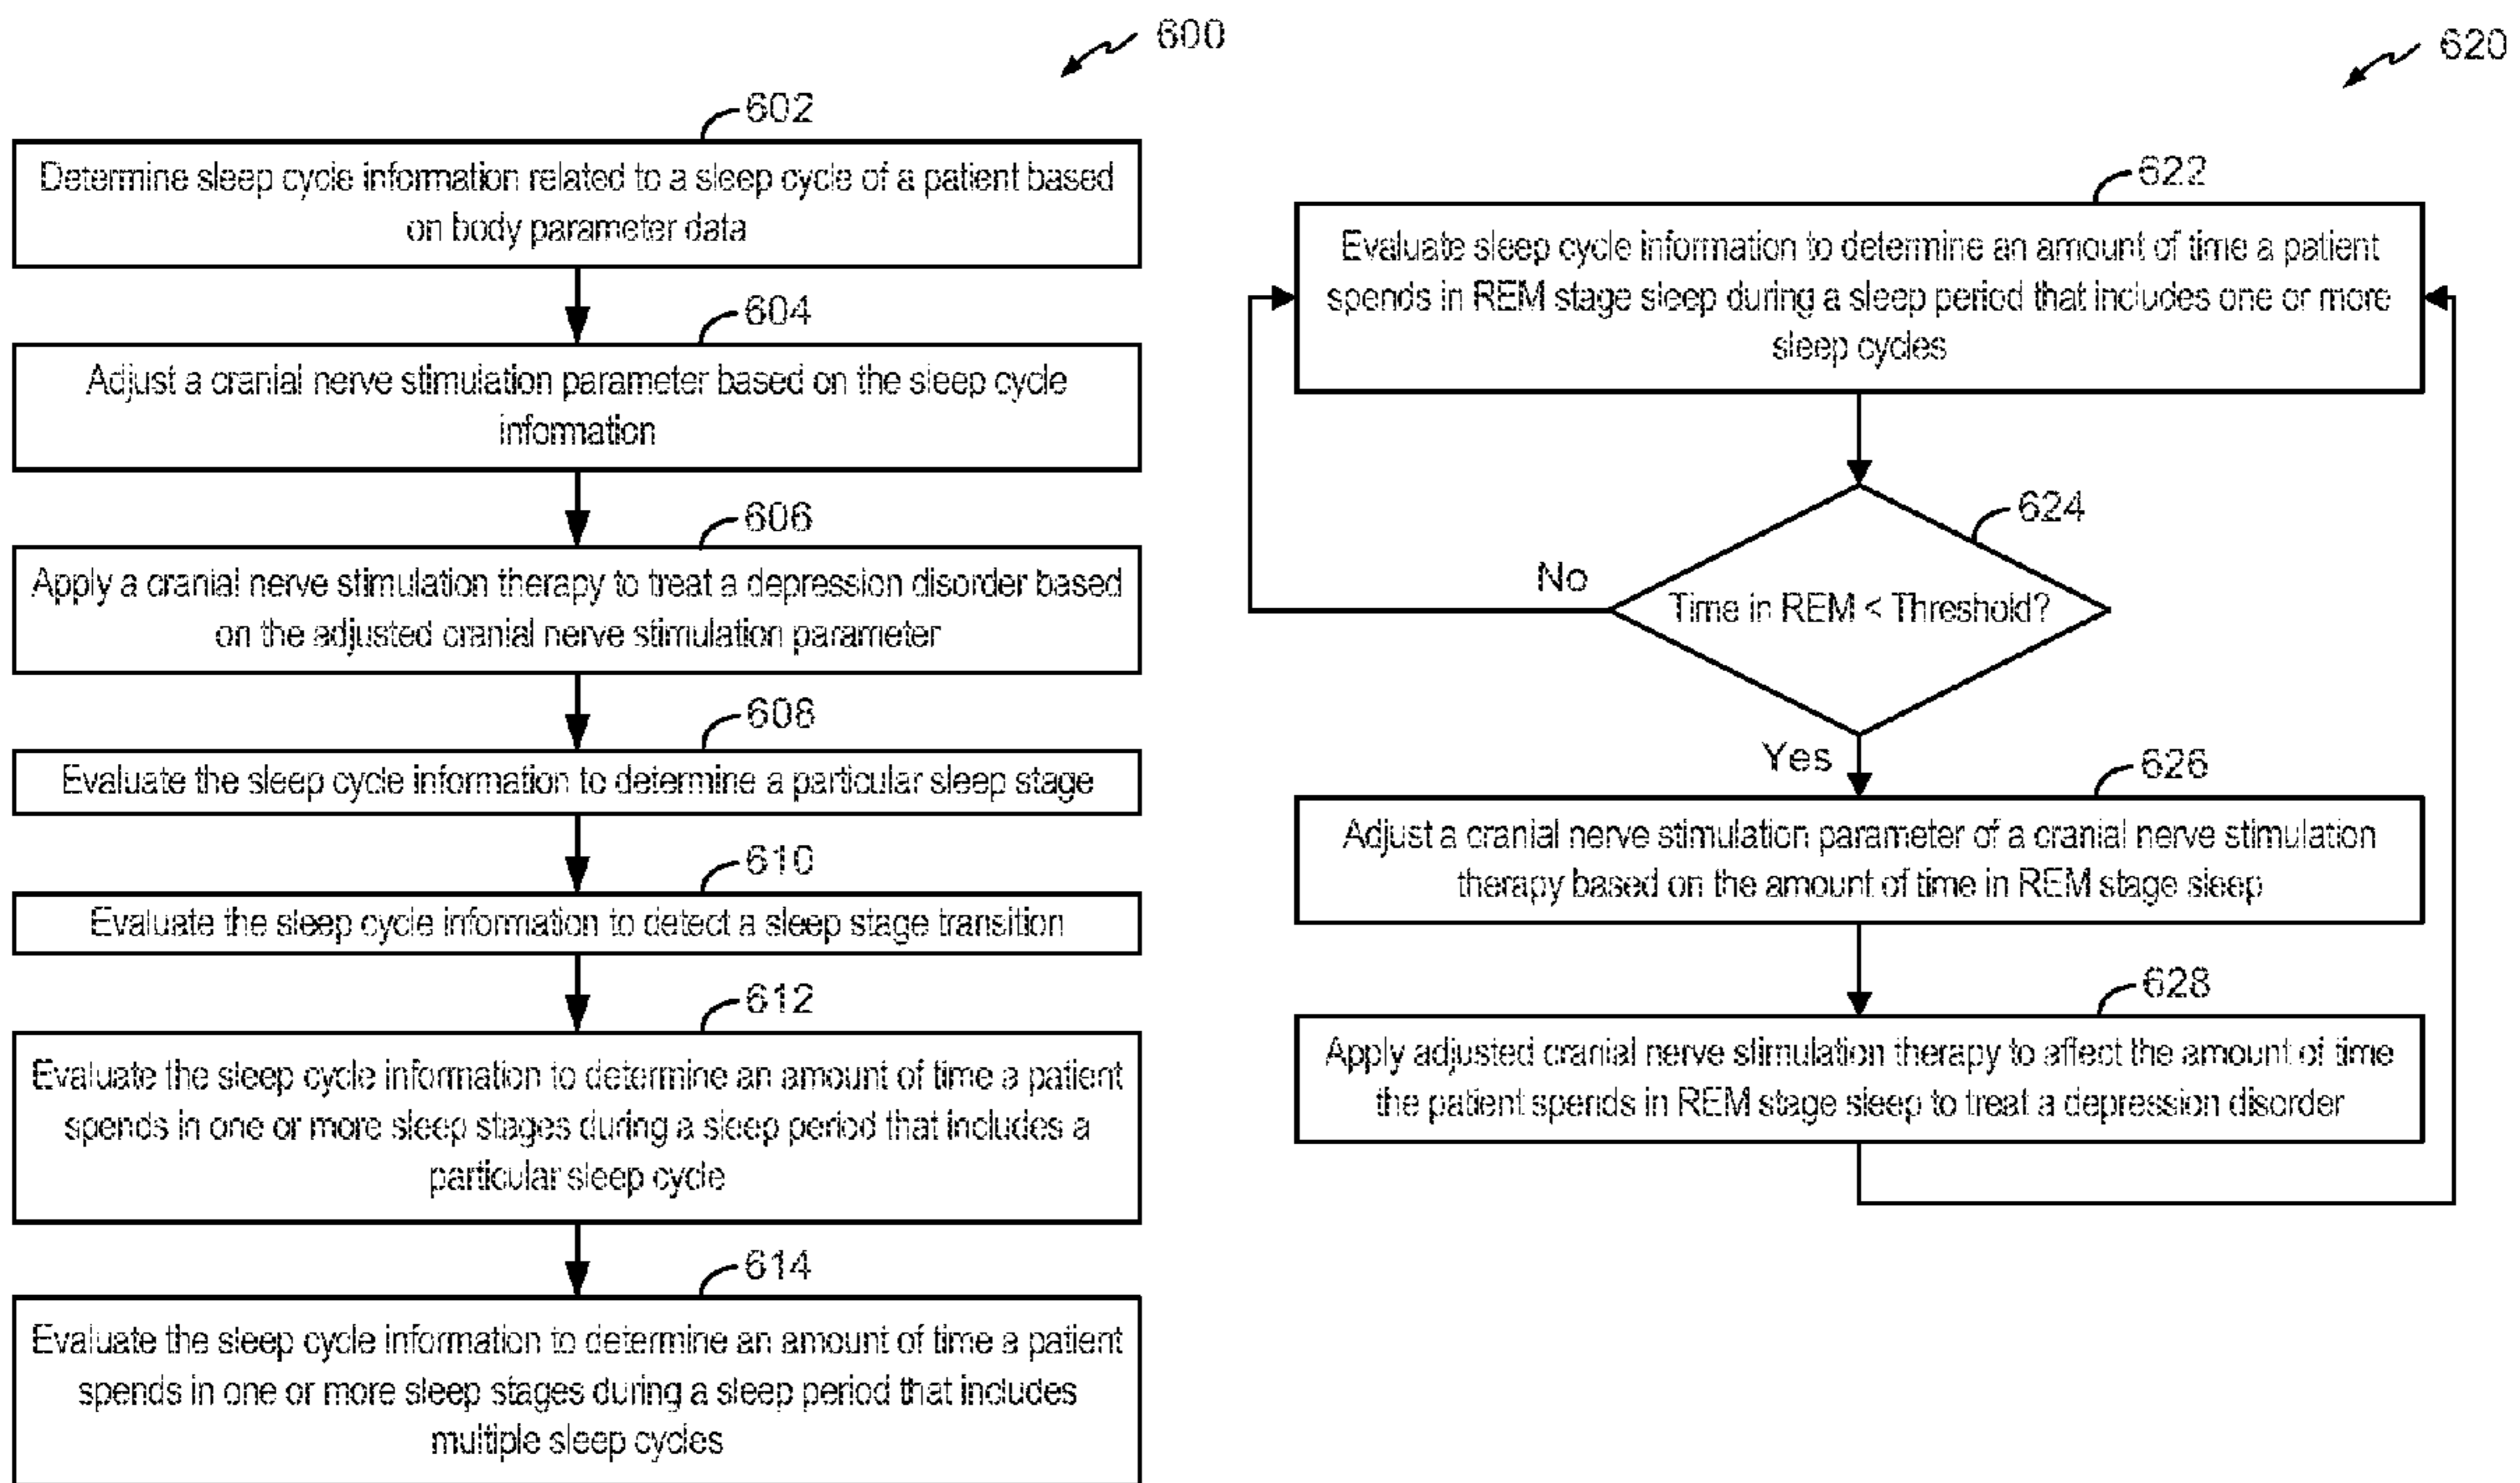 600
602
Determine sleep cycle information related to a sleep cycle of a patient based
on body parameter data
604
Adjust a cranial nerve stimulation parameter based on the sleep cycle
information
606
Apply a cranial nerve stimulation therapy to treat a depression disorder based
on the adjusted cranial nerve stimulation parameter
608
Evaluate the sleep cycle information to determine a particular sleep stage
610
Evaluate the sleep cycle information to detect a sleep stage transition
612
Evaluate the sleep cycle information to determine an amount of time a patient
spends in one or more sleep stages during a sleep period that includes a
particular sleep cycle
614
Evaluate the sleep cycle information to determine an amount of time a patient
spends in one or more sleep stages during a sleep period that includes
multiple sleep cycles
620
622
Evaluate sleep cycle information to determine an amount of time a patient
spends in REM stage sleep during a sleep period that includes one or more
sleep cycles
624
No
Time in REM < Threshold?
Yes
626
Adjust a cranial nerve stimulation parameter of a cranial nerve stimulation
therapy based on the amount of time in REM stage sleep
628
Apply adjusted cranial nerve stimulation therapy to affect the amount of time
the patient spends in REM stage sleep to treat a depression disorder